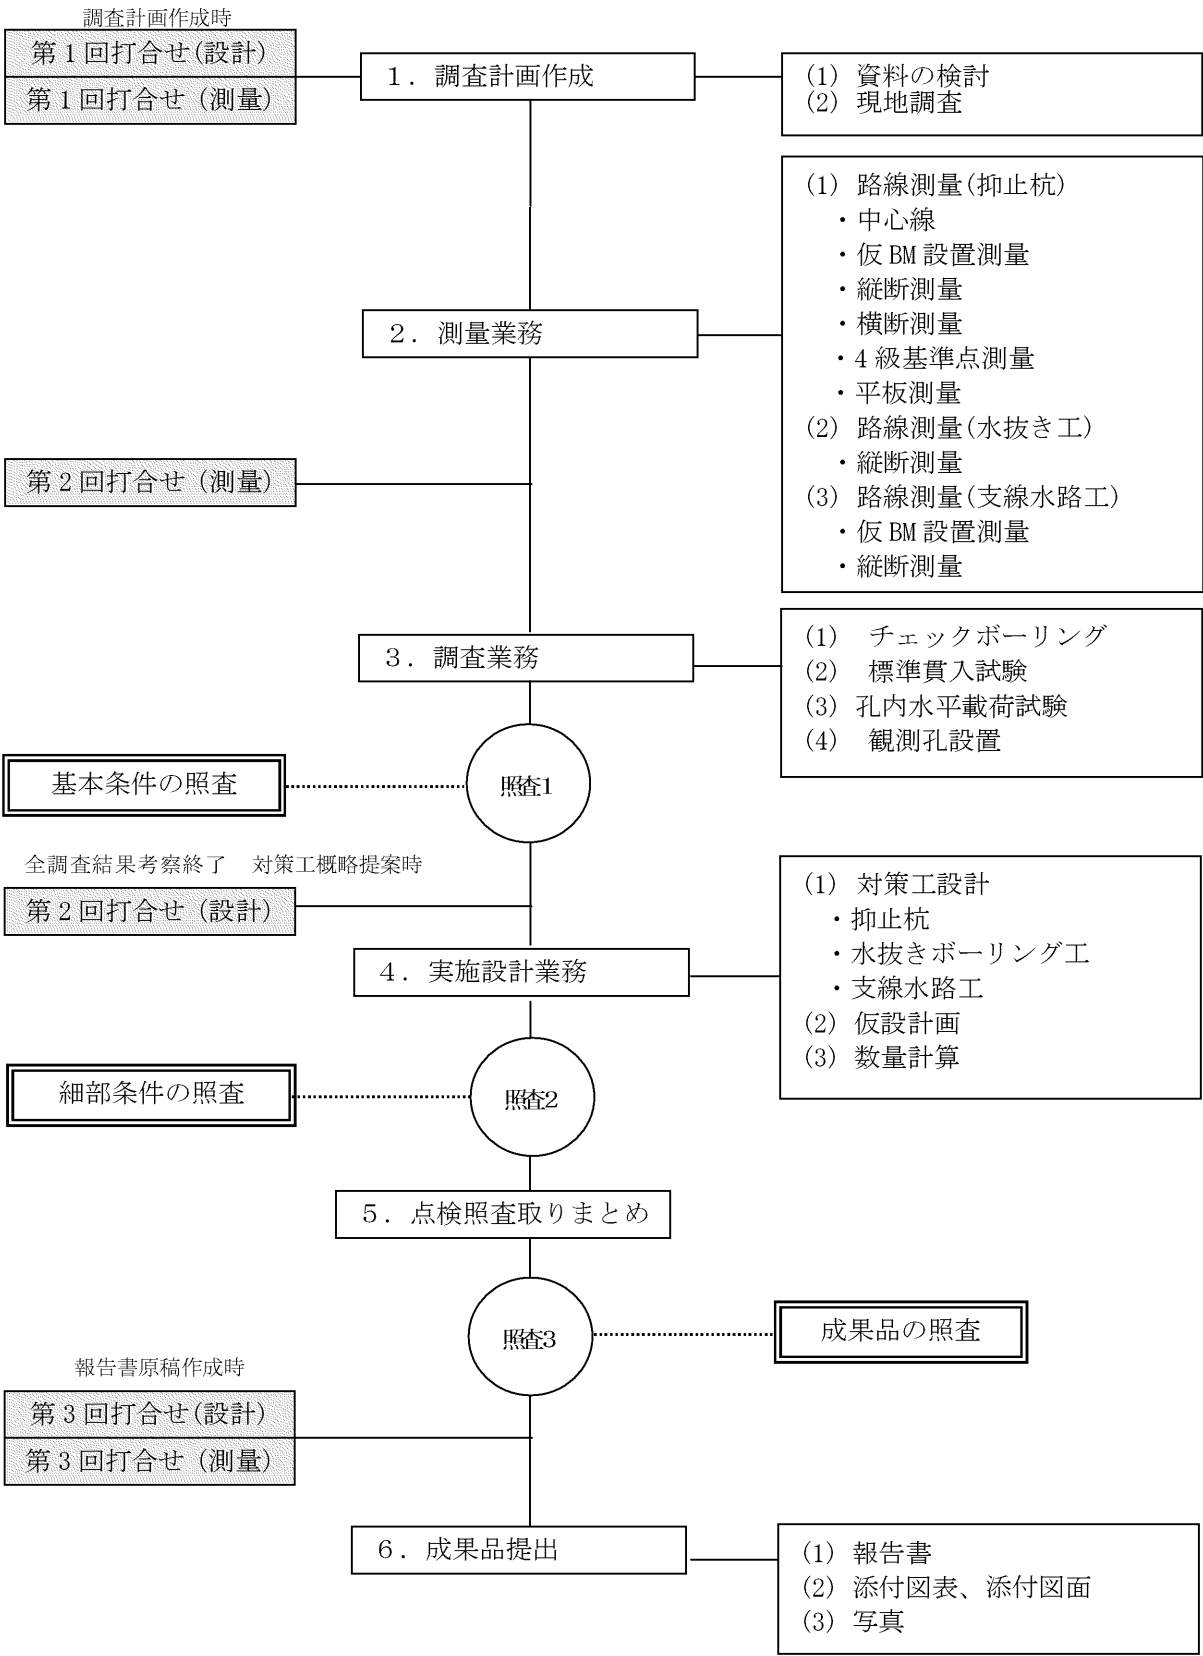 調査計画作成時
第1回打合せ(設計)
第1回打合せ（測量）
1．調査計画作成
(1) 資料の検討
(2) 現地調査
(1) 路線測量(抑止杭)
・中心線
・仮BM設置測量
・縦断測量
・横断測量
・4級基準点測量
・平板測量
(2) 路線測量(水抜き工)
・縦断測量
(3) 路線測量(支線水路工)
・仮BM設置測量
・縦断測量
2．測量業務
第2回打合せ（測量）
3．調査業務
(1) チェックボーリング
(2) 標準貫入試験
(3) 孔内水平載荷試験
(4) 観測孔設置
基本条件の照査
照査1
全調査結果考察終了　対策工概略提案時
第2回打合せ（設計）
4．実施設計業務
(1) 対策工設計
・抑止杭
・水抜きボーリング工
・支線水路工
(2) 仮設計画
(3) 数量計算
細部条件の照査
照査2
5．点検照査取りまとめ
照査3
成果品の照査
報告書原稿作成時
第3回打合せ(設計)
第3回打合せ（測量）
6．成果品提出
(1) 報告書
(2) 添付図表、添付図面
(3) 写真